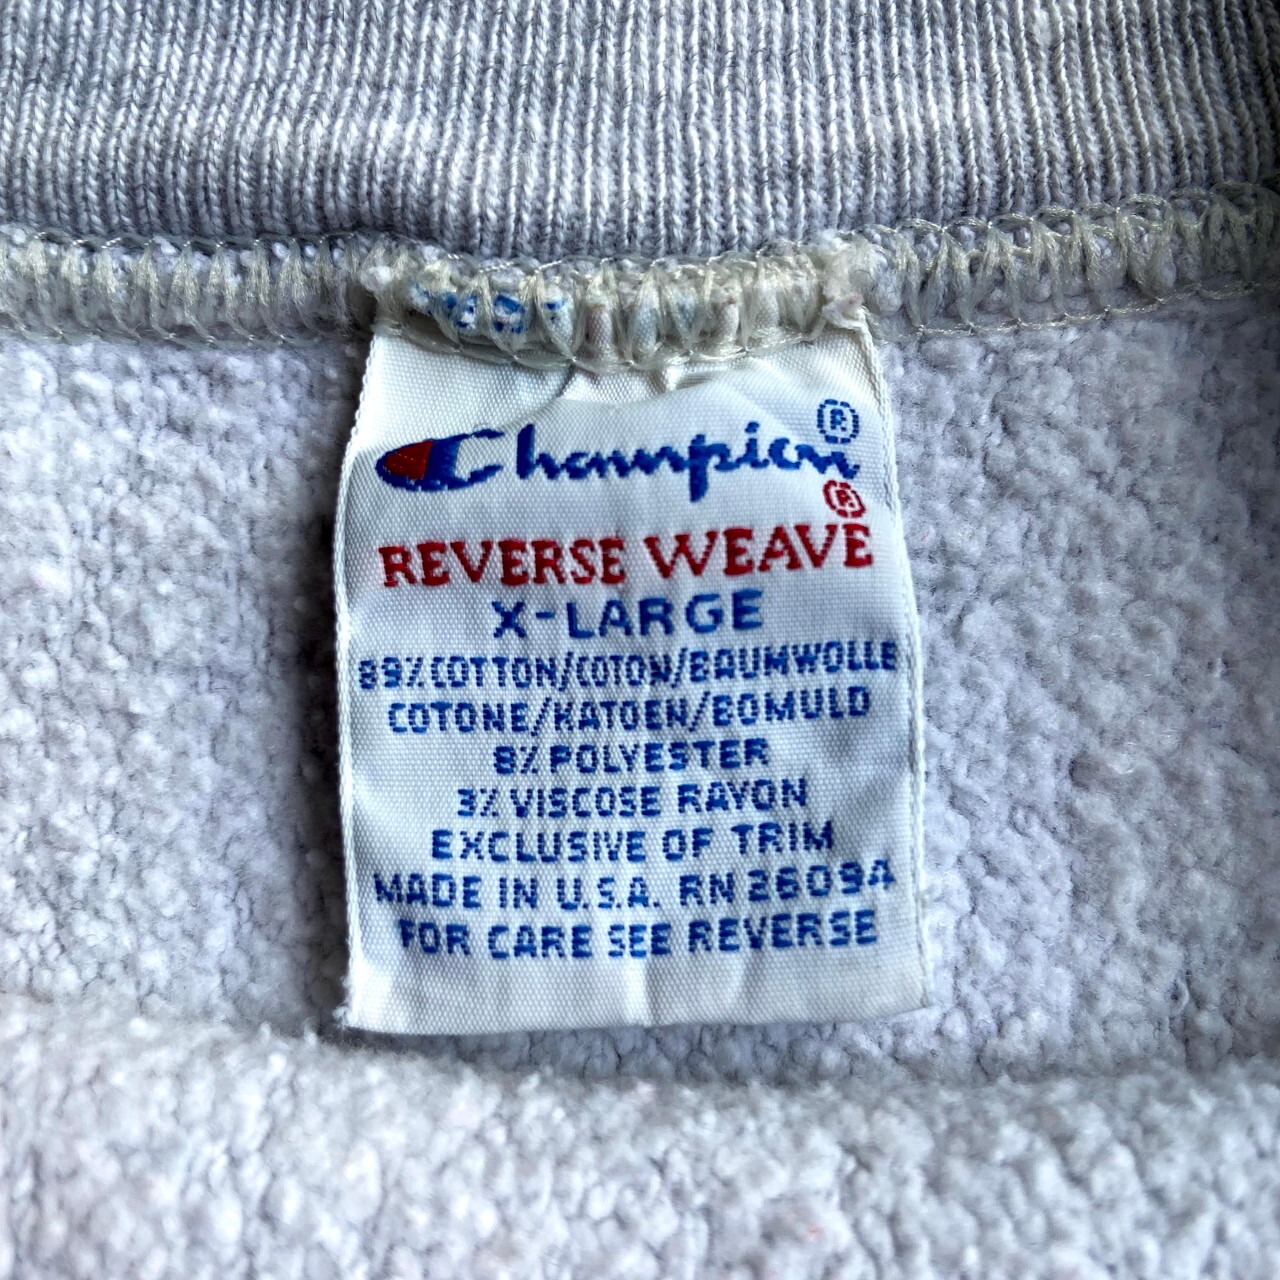 Champion®
REVERSE WEAVE®
X-LARGE
89% COTTON/COTON/BAUMWOLLE
COTONE/KATOEN/BOMULD
8% POLYESTER
3% VISCOSE RAYON
EXCLUSIVE OF TRIM
MADE IN U.S.A. RN 26094
FOR CARE SEE REVERSE